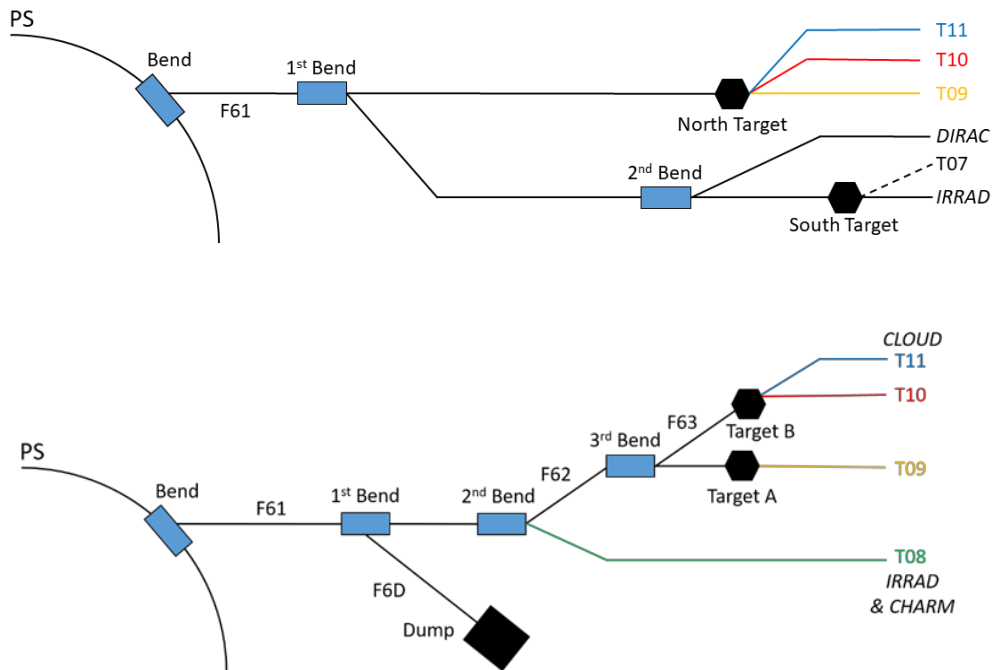 PS
Bend
1st Bend
F61
T11
T10
T09
North Target
DIRAC
2nd Bend
T07
IRRAD
South Target
CLOUD
T11
T10
F63
Target B
3rd Bend
PS
F62
T09
Bend
1st Bend
2nd Bend
Target A
F61
T08
F6D
IRRAD
& CHARM
Dump